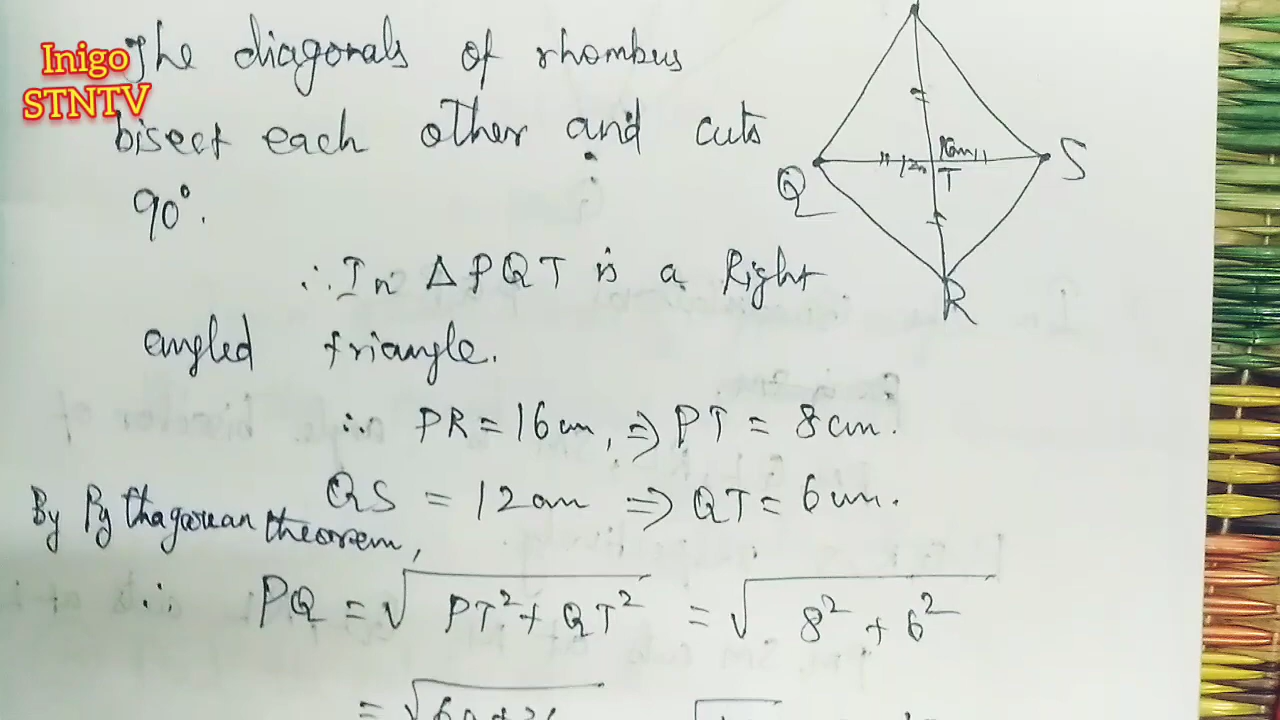 Inigo
STNTV
The diagonals of rhombus
bisect each other and cuts
90°.
∴ In Δ PQT is a Right
angled triangle.
∴ PR = 16 cm, ⇒ PT = 8 cm.
QS = 12 cm ⇒ QT = 6 cm.
By Pythagorean theorem,
∴ PQ = √PT² + QT² = √8² + 6²
= √
Q
S
T
R